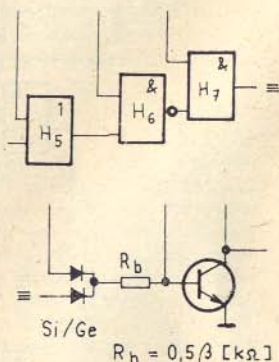 &
H7
&
H6
≡
1
H5
Rb
≡
Si/Ge
Rb = 0,5β [kΩ]